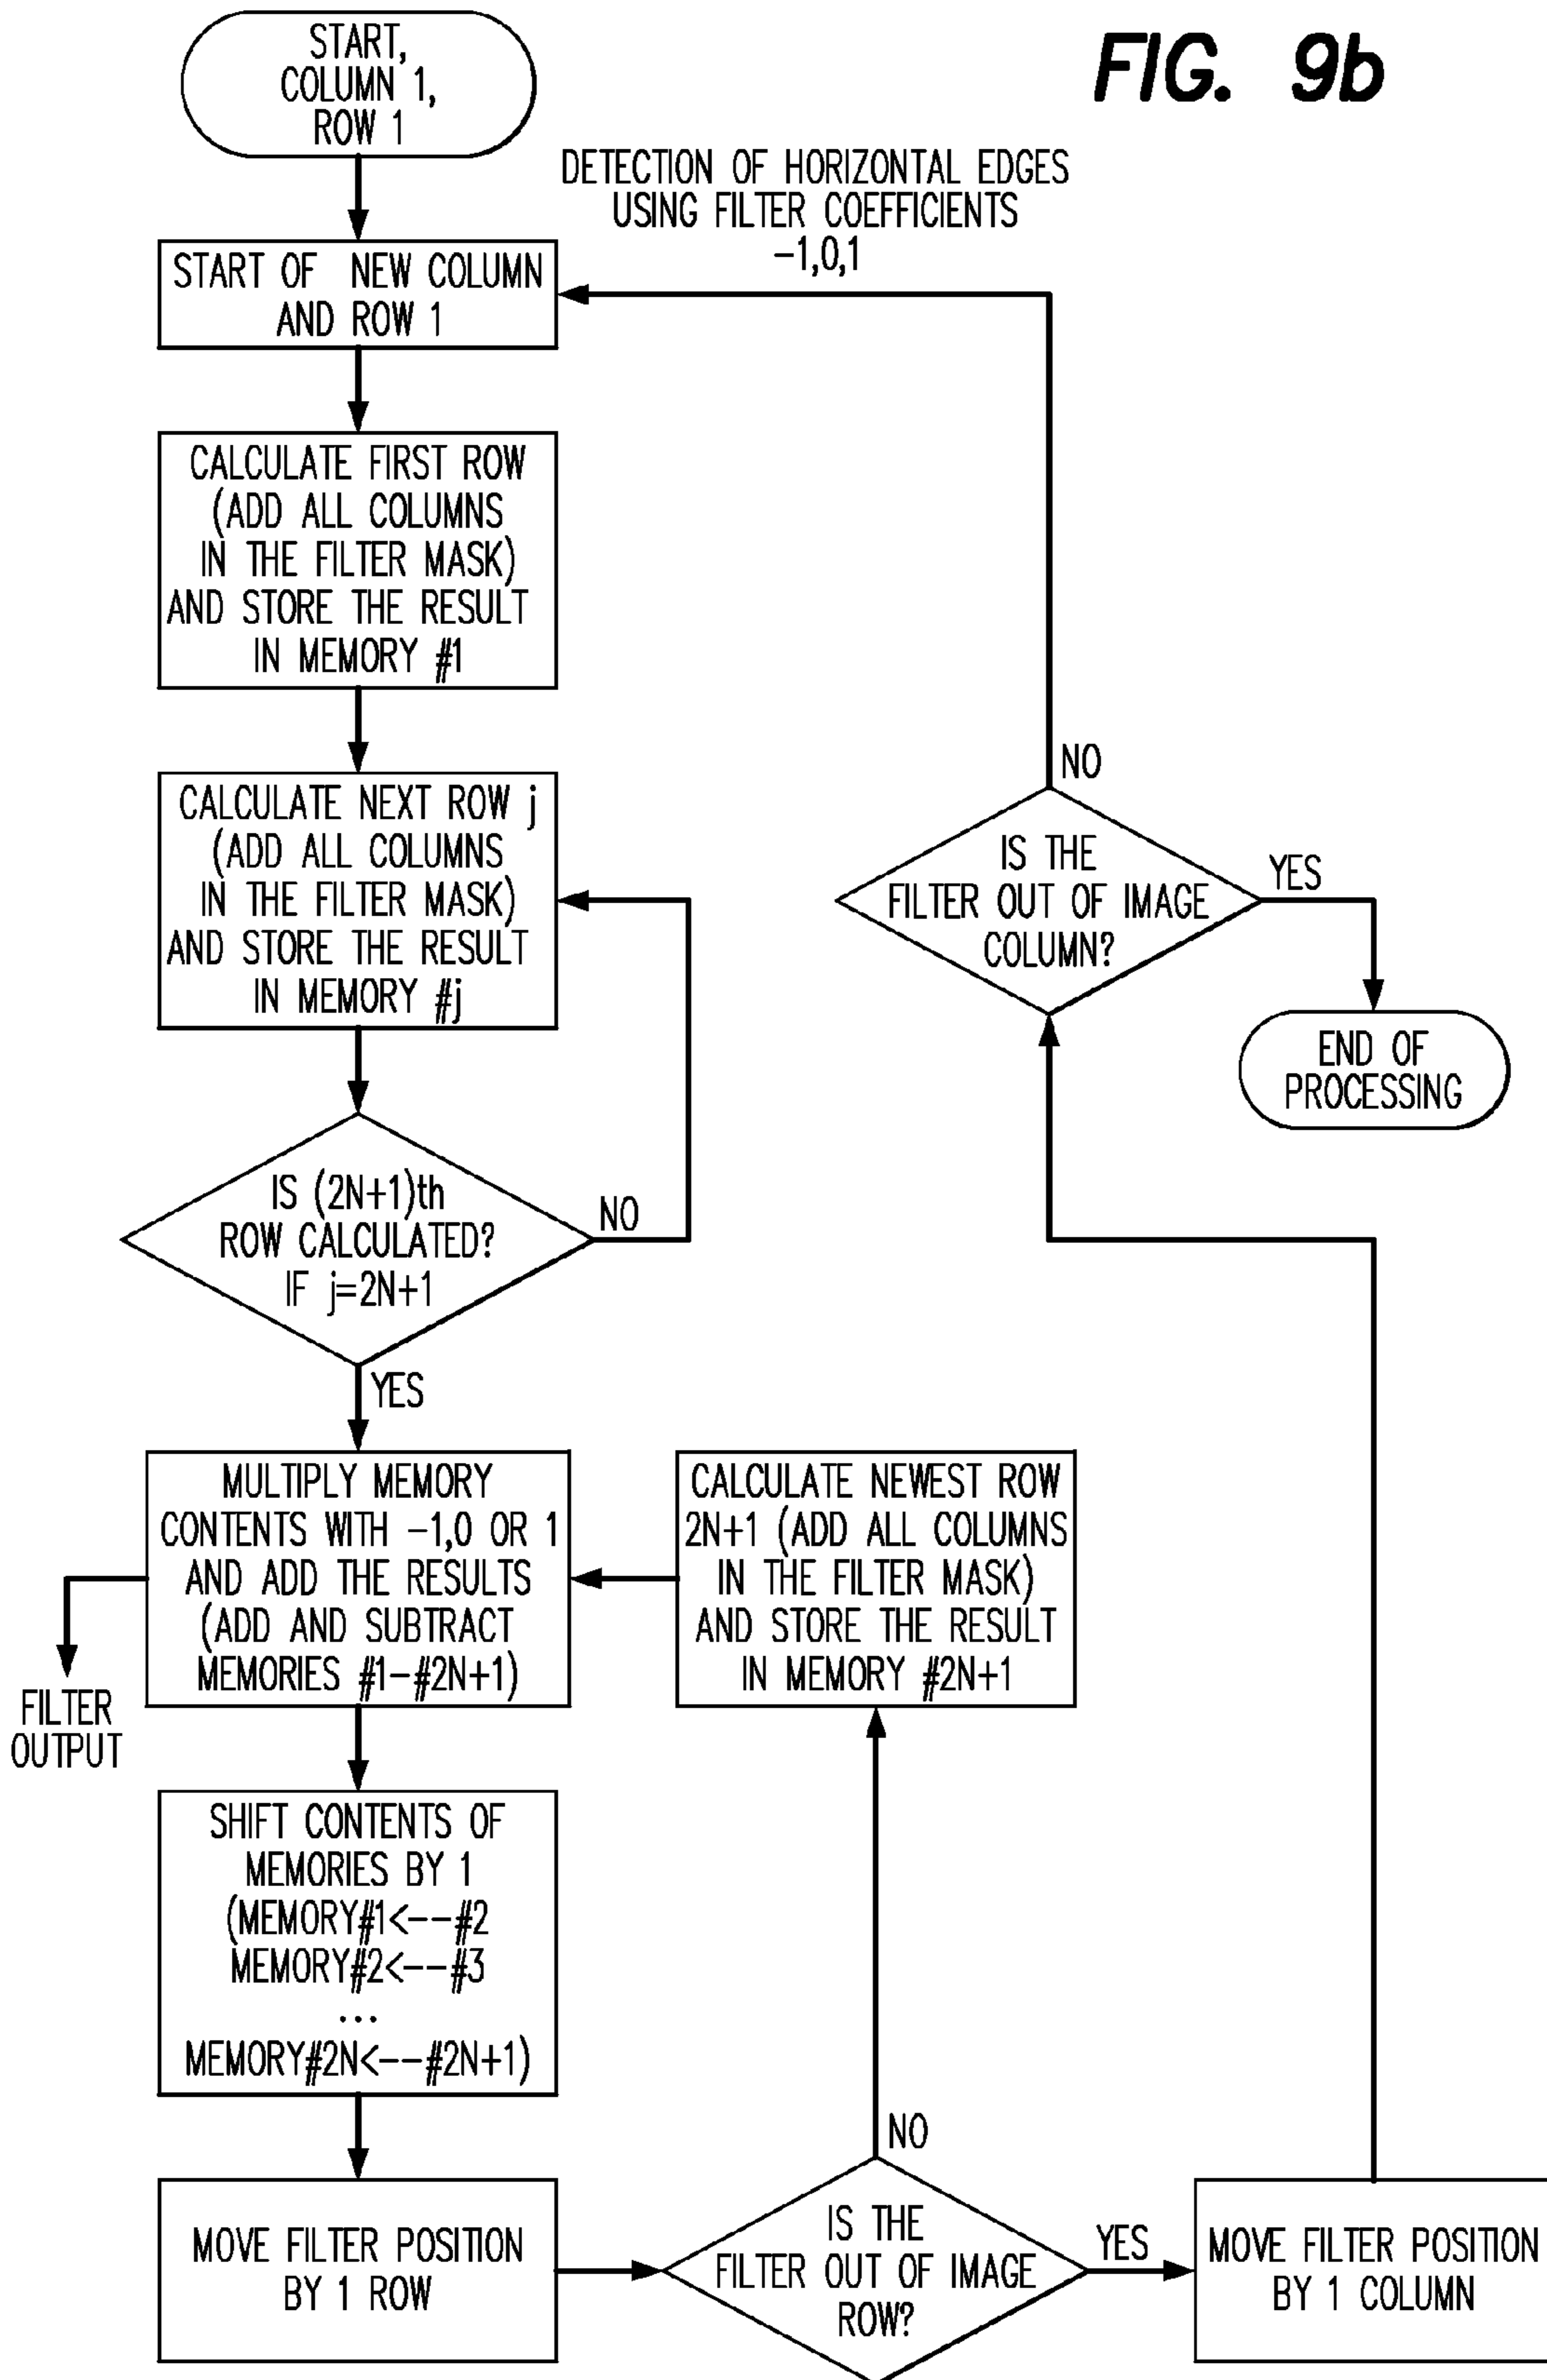 FIG. 9b
START,
COLUMN 1,
ROW 1
DETECTION OF HORIZONTAL EDGES
USING FILTER COEFFICIENTS
-1,0,1
START OF NEW COLUMN
AND ROW 1
CALCULATE FIRST ROW
(ADD ALL COLUMNS
IN THE FILTER MASK)
AND STORE THE RESULT
IN MEMORY #1
CALCULATE NEXT ROW j
(ADD ALL COLUMNS
IN THE FILTER MASK)
AND STORE THE RESULT
IN MEMORY #j
NO
IS THE
FILTER OUT OF IMAGE
COLUMN?
YES
END OF
PROCESSING
IS (2N+1)th
ROW CALCULATED?
IF j=2N+1
NO
YES
MULTIPLY MEMORY
CONTENTS WITH -1,0 OR 1
AND ADD THE RESULTS
(ADD AND SUBTRACT
MEMORIES #1-#2N+1)
CALCULATE NEWEST ROW
2N+1 (ADD ALL COLUMNS
IN THE FILTER MASK)
AND STORE THE RESULT
IN MEMORY #2N+1
FILTER
OUTPUT
SHIFT CONTENTS OF
MEMORIES BY 1
(MEMORY#1<--#2
MEMORY#2<--#3
...
MEMORY#2N<--#2N+1)
NO
MOVE FILTER POSITION
BY 1 ROW
IS THE
FILTER OUT OF IMAGE
ROW?
YES
MOVE FILTER POSITION
BY 1 COLUMN